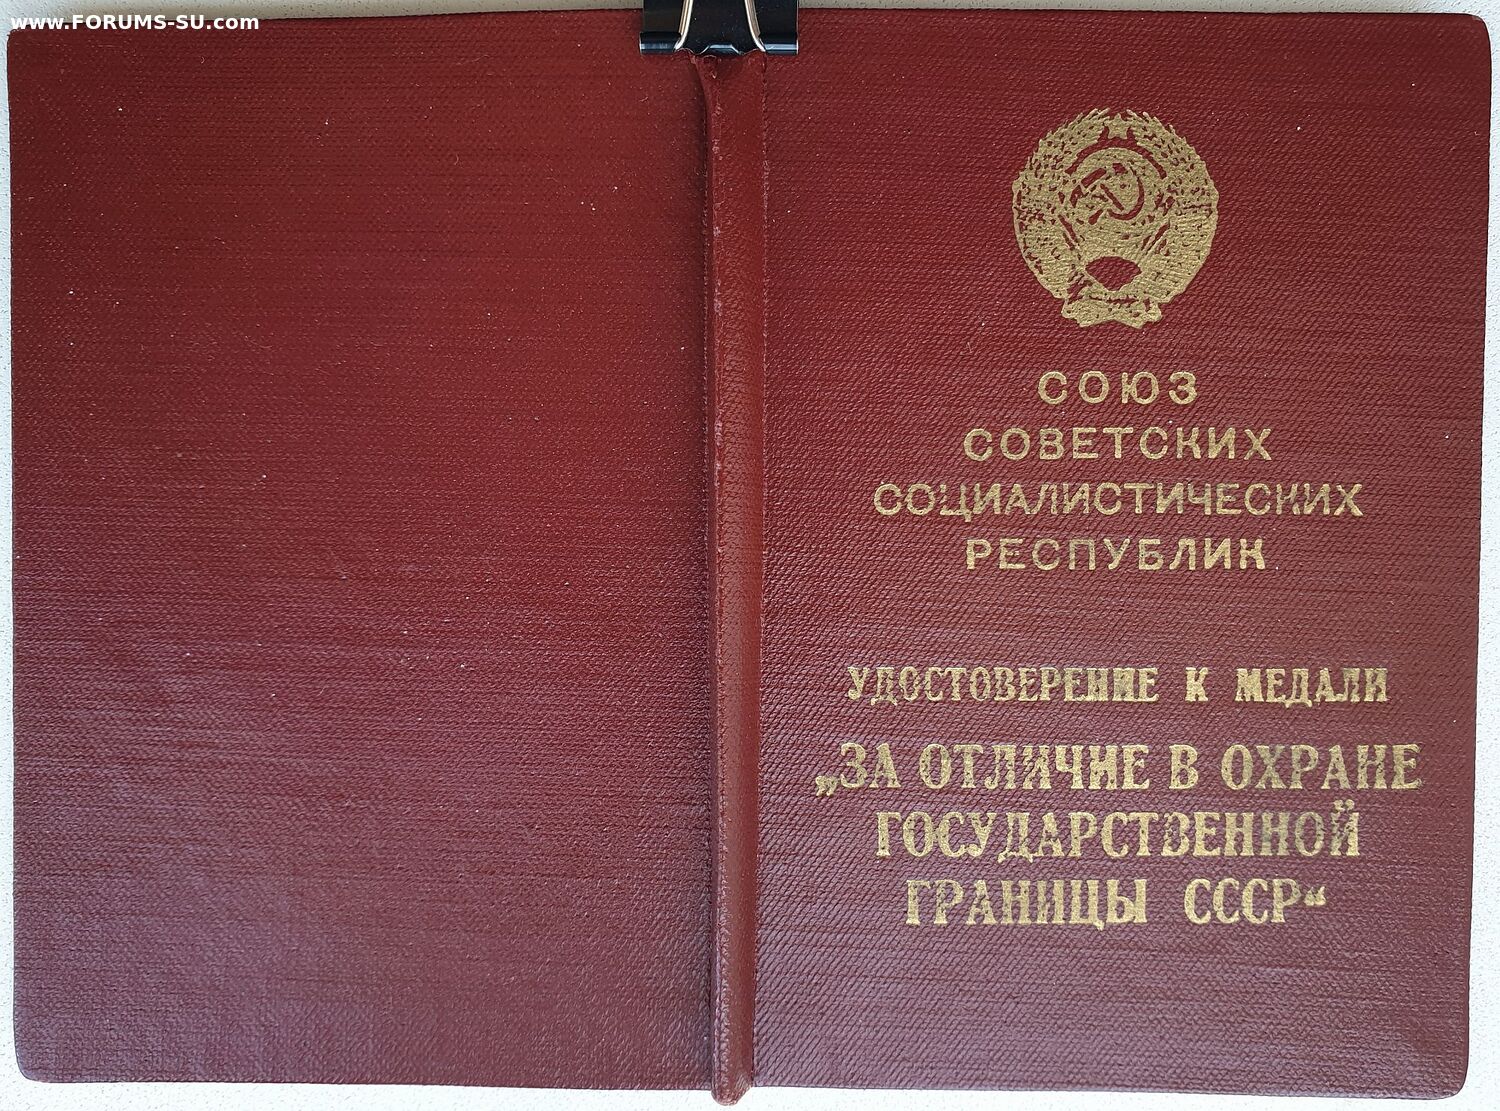 www.FORUMS-SU.com
СОЮЗ
СОВЕТСКИХ
СОЦИАЛИСТИЧЕСКИХ
РЕСПУБЛИК
УДОСТОВЕРЕНИЕ К МЕДАЛИ
„ЗА ОТЛИЧИЕ В ОХРАНЕ
ГОСУДАРСТВЕННОЙ
ГРАНИЦЫ СССР“